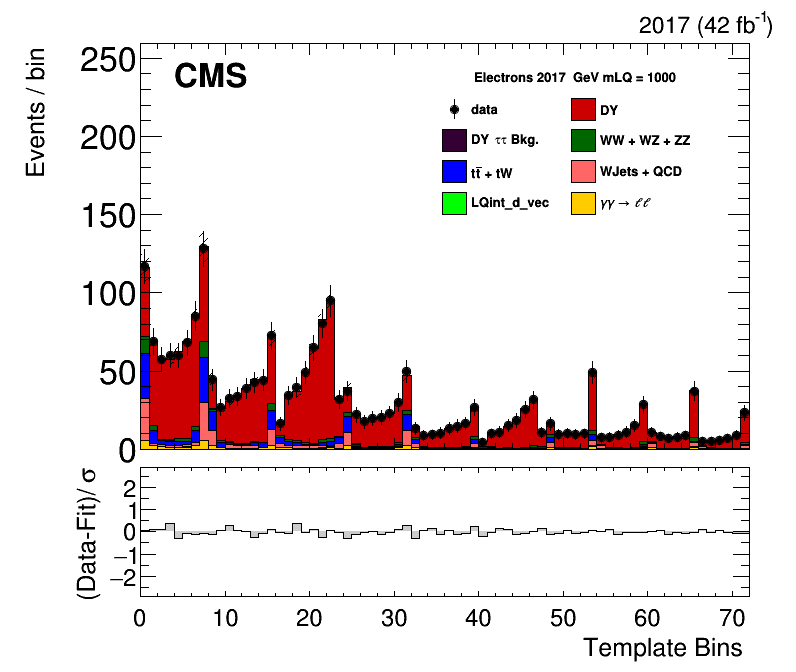 2017 (42 fb⁻¹)
Events / bin
CMS
Electrons 2017 GeV mLQ = 1000
data
DY
DY ττ Bkg.
WW + WZ + ZZ
tt̅ + tW
WJets + QCD
LQint_d_vec
γγ → ℓℓ
250
200
150
100
50
0
(Data-Fit)/ σ
2
1
0
−1
−2
0 10 20 30 40 50 60 70
Template Bins